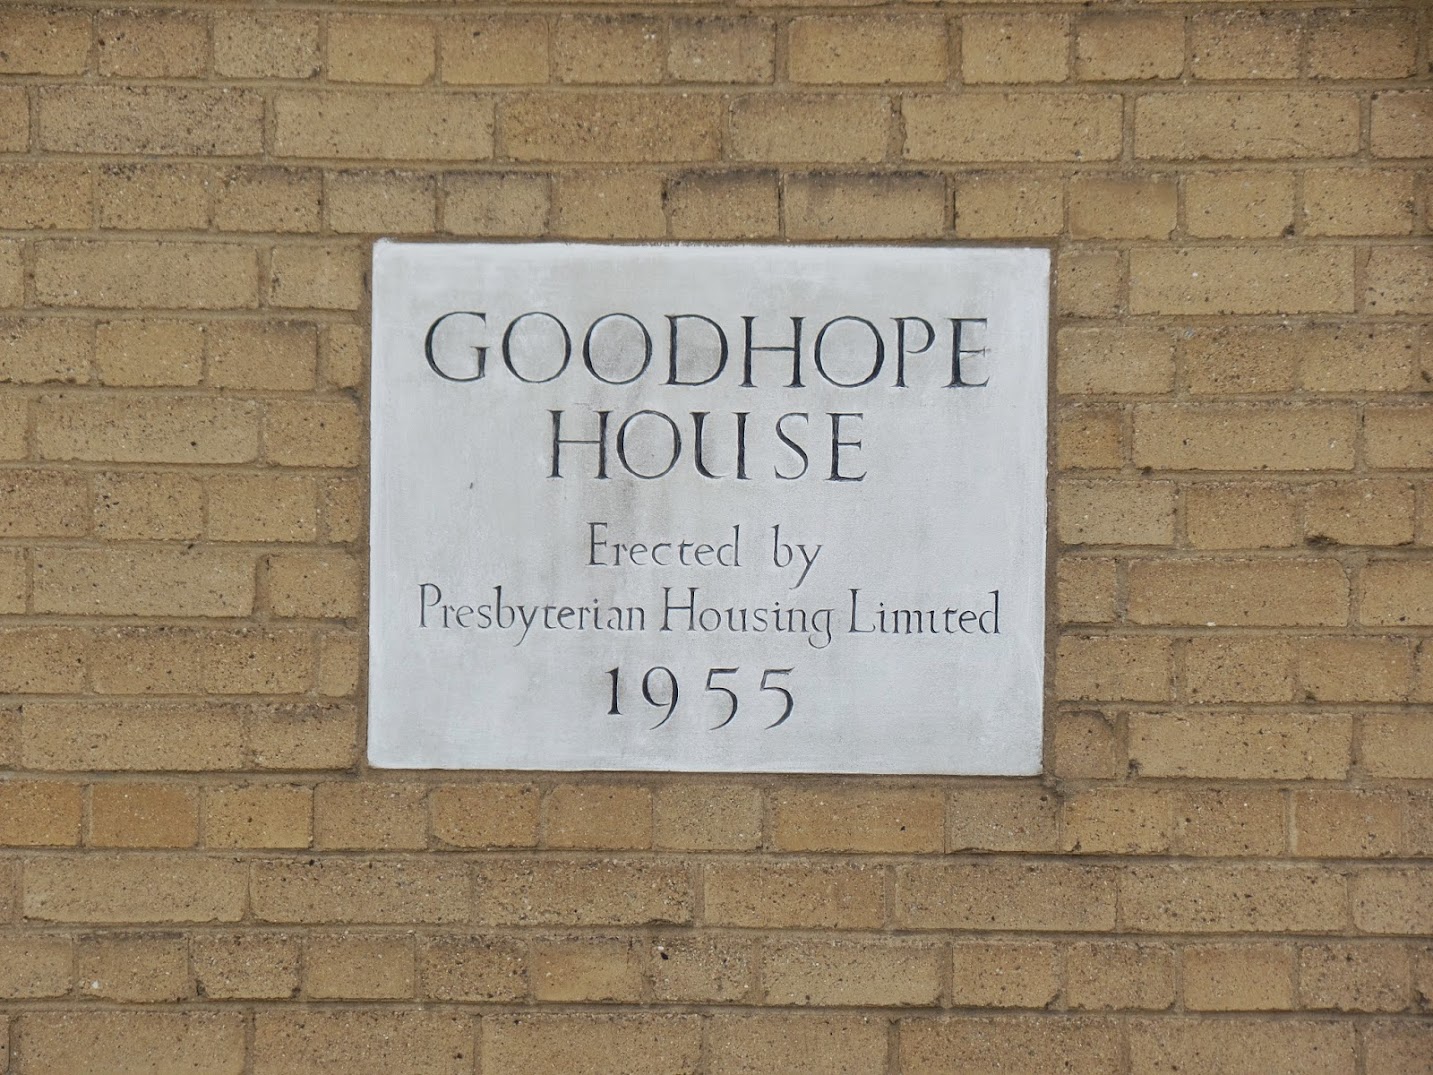 GOODHOPE
HOUSE
Erected by
Presbyterian Housing Limited
1955